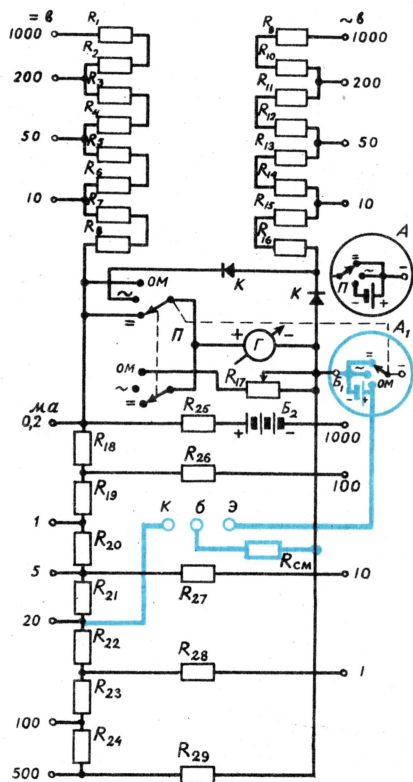 = в
~ в
1000
R1
R9
1000
R2
R10
200
R3
R11
200
R4
R12
50
R5
R13
50
R6
R14
10
R7
R15
10
R8
R16
А
= ~ П + -
ОМ
К
К
А1
~
=
П
+ Г -
ОМ
R17
Б1
= ~ ОМ - +
~
=
ма
0,2
R25
+ Б2 -
1000
R18
R26
100
R19
К б Э
1
R20
Rсм
5
R27
10
R21
20
R22
R28
1
R23
100
R24
R29
500